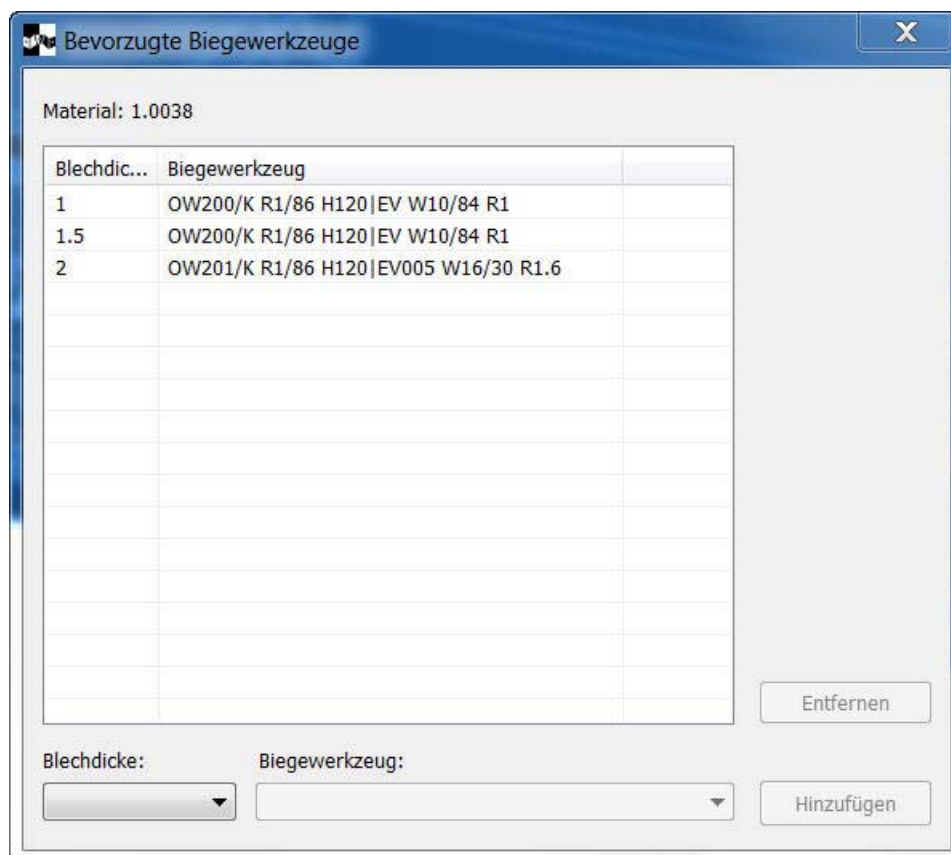 Bevorzugte Biegewerkzeuge
Material: 1.0038
Blechdic... Biegewerkzeug
1 OW200/K R1/86 H120|EV W10/84 R1
1.5 OW200/K R1/86 H120|EV W10/84 R1
2 OW201/K R1/86 H120|EV005 W16/30 R1.6
Entfernen
Blechdicke: Biegewerkzeug:
Hinzufügen